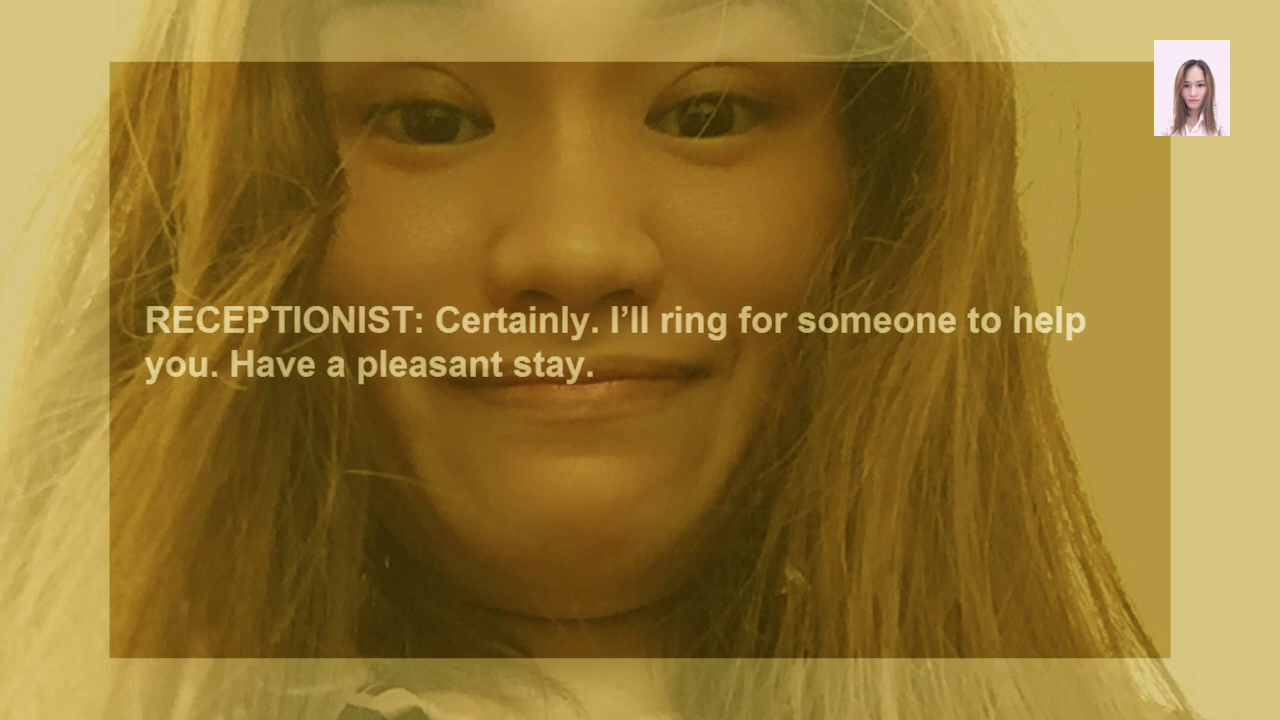 RECEPTIONIST: Certainly. I’ll ring for someone to help
you. Have a pleasant stay.